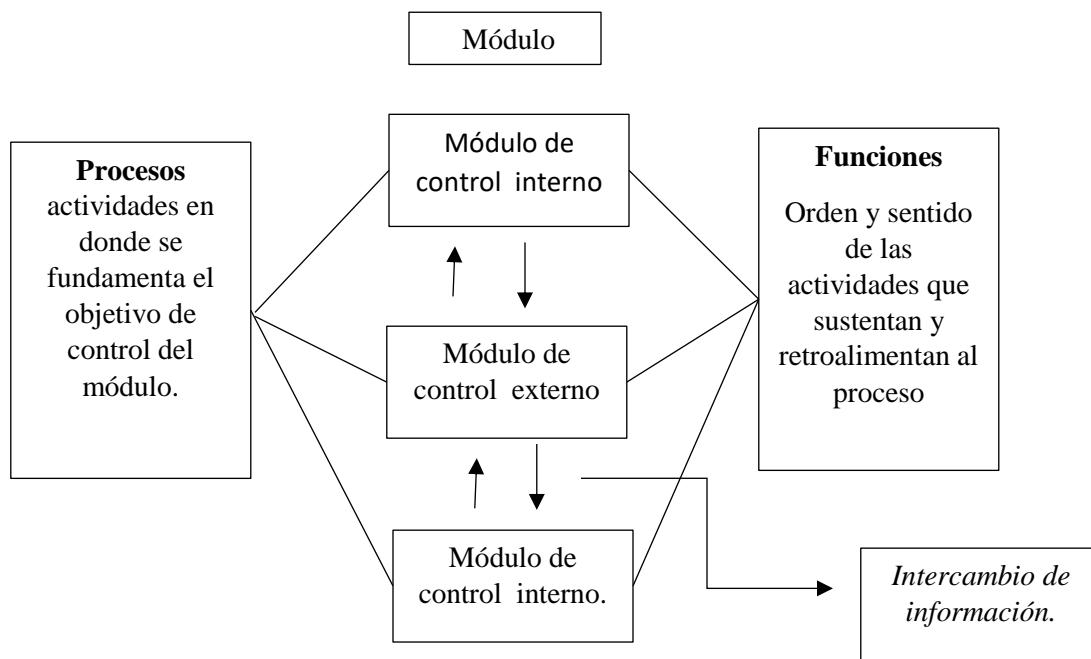 Módulo
Procesos
actividades en
donde se
fundamenta el
objetivo de
control del
módulo.
Módulo de
control interno
Módulo de
control externo
Módulo de
control interno.
Funciones
Orden y sentido
de las
actividades que
sustentan y
retroalimentan al
proceso
Intercambio de
información.